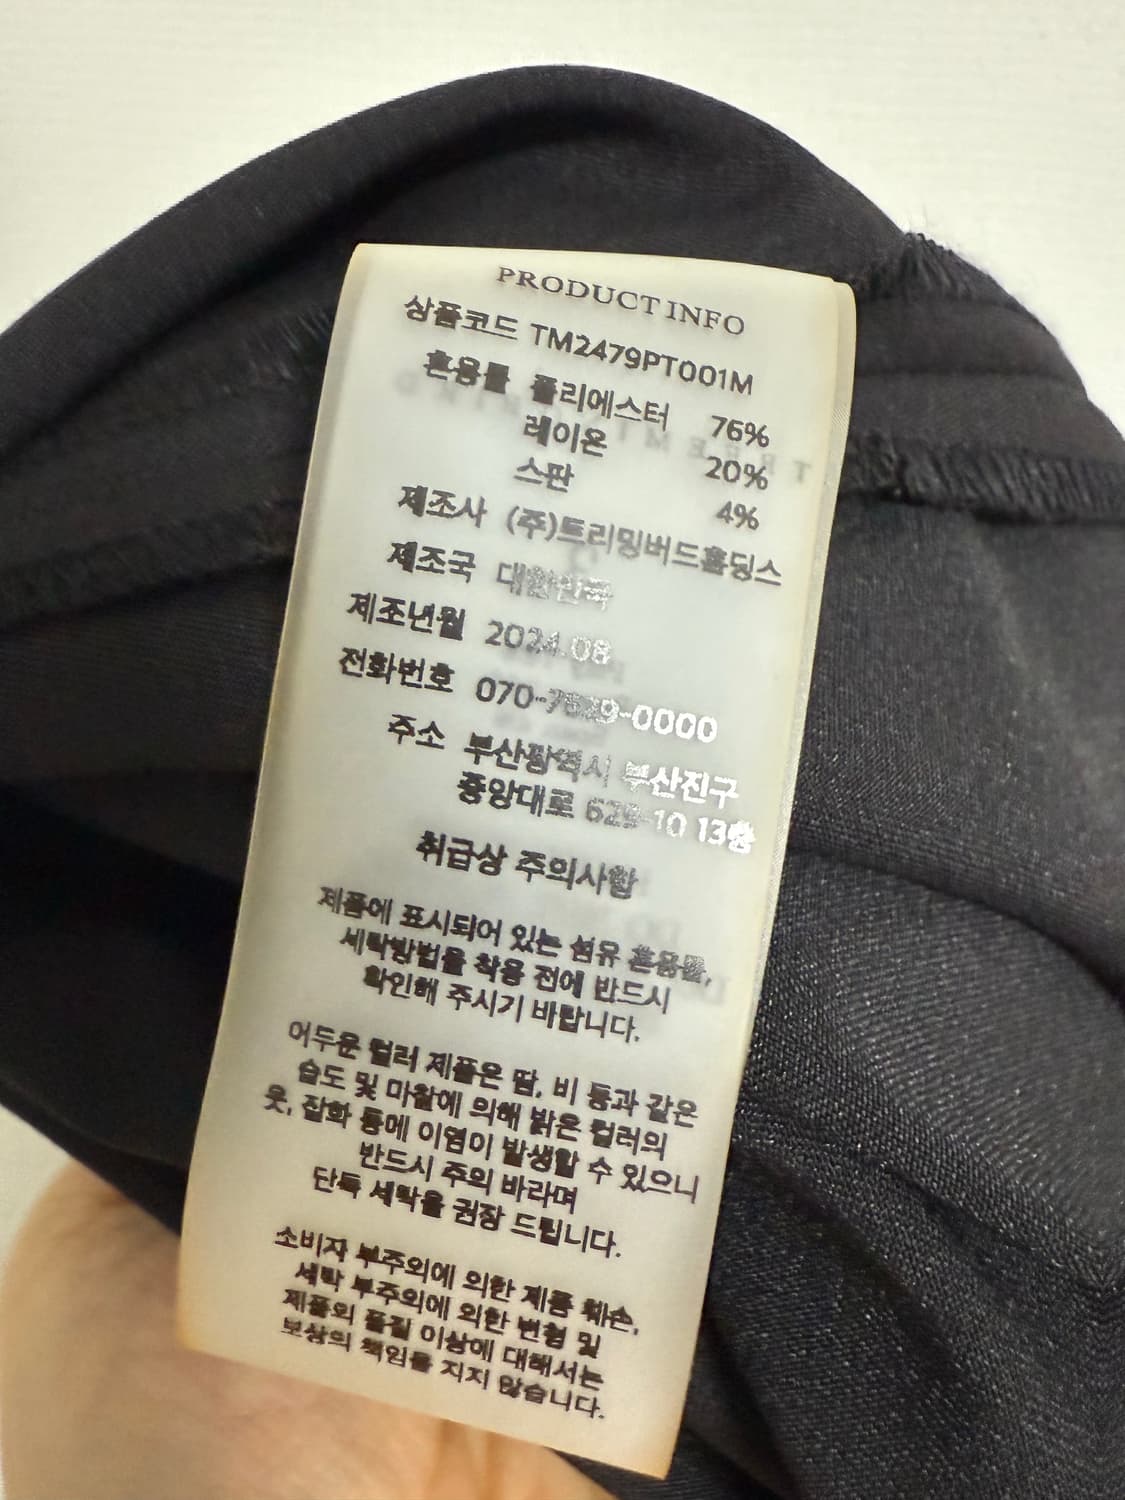 PRODUCT INFO
상품코드 TM2479PT001M
혼용률 폴리에스터 76%
레이온 20%
스판 4%
제조사 (주)트리밍버드홀딩스
제조국 대한민국
제조년월 2024.08
전화번호 070-7829-0000
주소 부산광역시 부산진구
중앙대로 629-10 13층
취급상 주의사항
제품에 표시되어 있는 섬유 혼용률,
세탁방법을 착용 전에 반드시
확인해 주시기 바랍니다.
어두운 컬러 제품은 땀, 비 등과 같은
습도 및 마찰에 의해 밝은 컬러의
옷, 잡화 등에 이염이 발생할 수 있으니
반드시 주의 바라며
단독 세탁을 권장 드립니다.
소비자 부주의에 의한 제품 훼손,
세탁 부주의에 의한 변형 및
제품의 품질 이상에 대해서는
보상의 책임을 지지 않습니다.